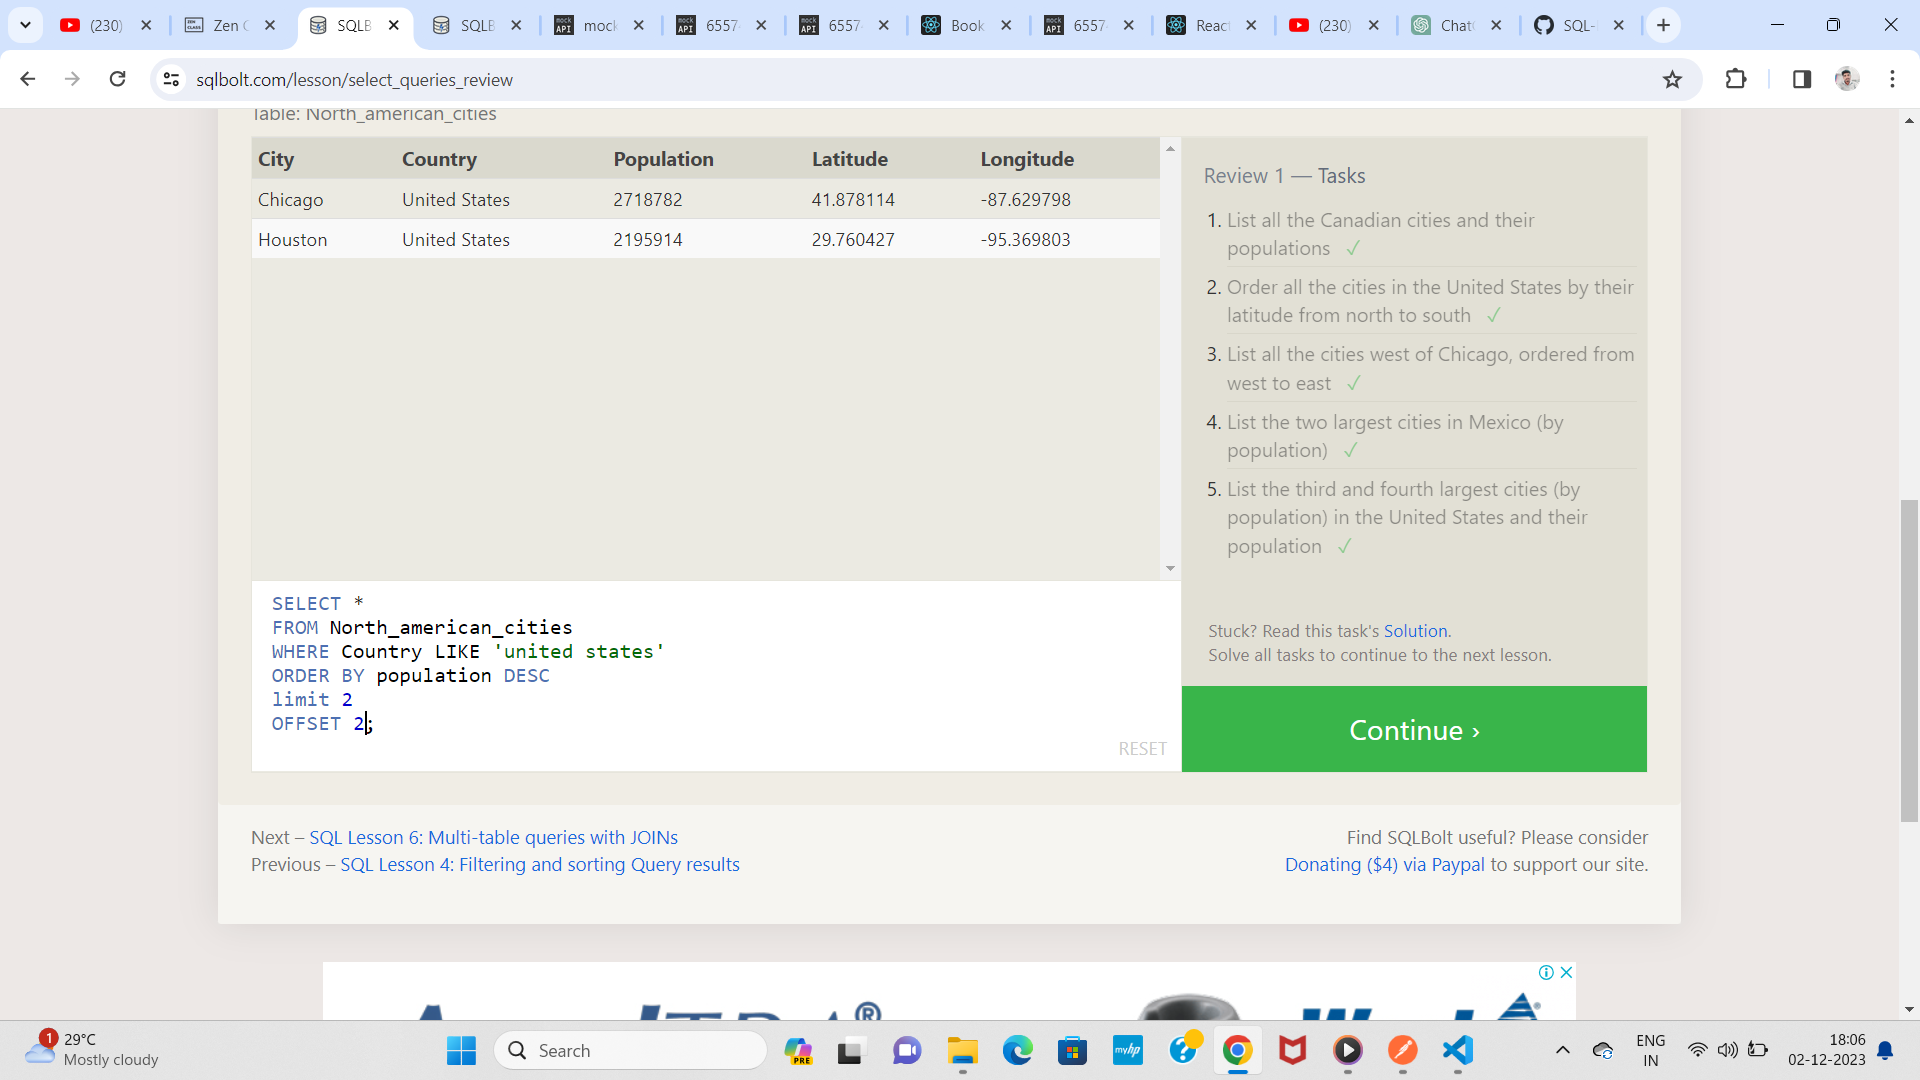 (230)
Zen C
SQLB
SQLB
mock
6557
6557
Book
6557
React
(230)
Chat
SQL-
sqlbolt.com/lesson/select_queries_review
Table: North_american_cities
City Country Population Latitude Longitude
Chicago United States 2718782 41.878114 -87.629798
Houston United States 2195914 29.760427 -95.369803
Review 1 — Tasks
1. List all the Canadian cities and their
populations ✓
2. Order all the cities in the United States by their
latitude from north to south ✓
3. List all the cities west of Chicago, ordered from
west to east ✓
4. List the two largest cities in Mexico (by
population) ✓
5. List the third and fourth largest cities (by
population) in the United States and their
population ✓
Stuck? Read this task's Solution.
Solve all tasks to continue to the next lesson.
Continue ›
SELECT *
FROM North_american_cities
WHERE Country LIKE 'united states'
ORDER BY population DESC
limit 2
OFFSET 2;
RESET
Next – SQL Lesson 6: Multi-table queries with JOINs
Previous – SQL Lesson 4: Filtering and sorting Query results
Find SQLBolt useful? Please consider
Donating ($4) via Paypal to support our site.
1
29°C
Mostly cloudy
Search
PRE
myhp
ENG
IN
18:06
02-12-2023